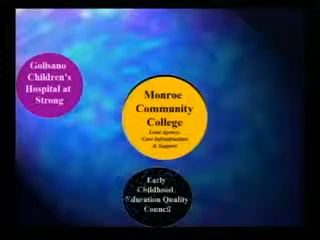 Golisano
Children's
Hospital at
Strong
Monroe
Community
College
Lead Agency:
Core Infrastructure
& Support
Early
Childhood
Education Quality
Council